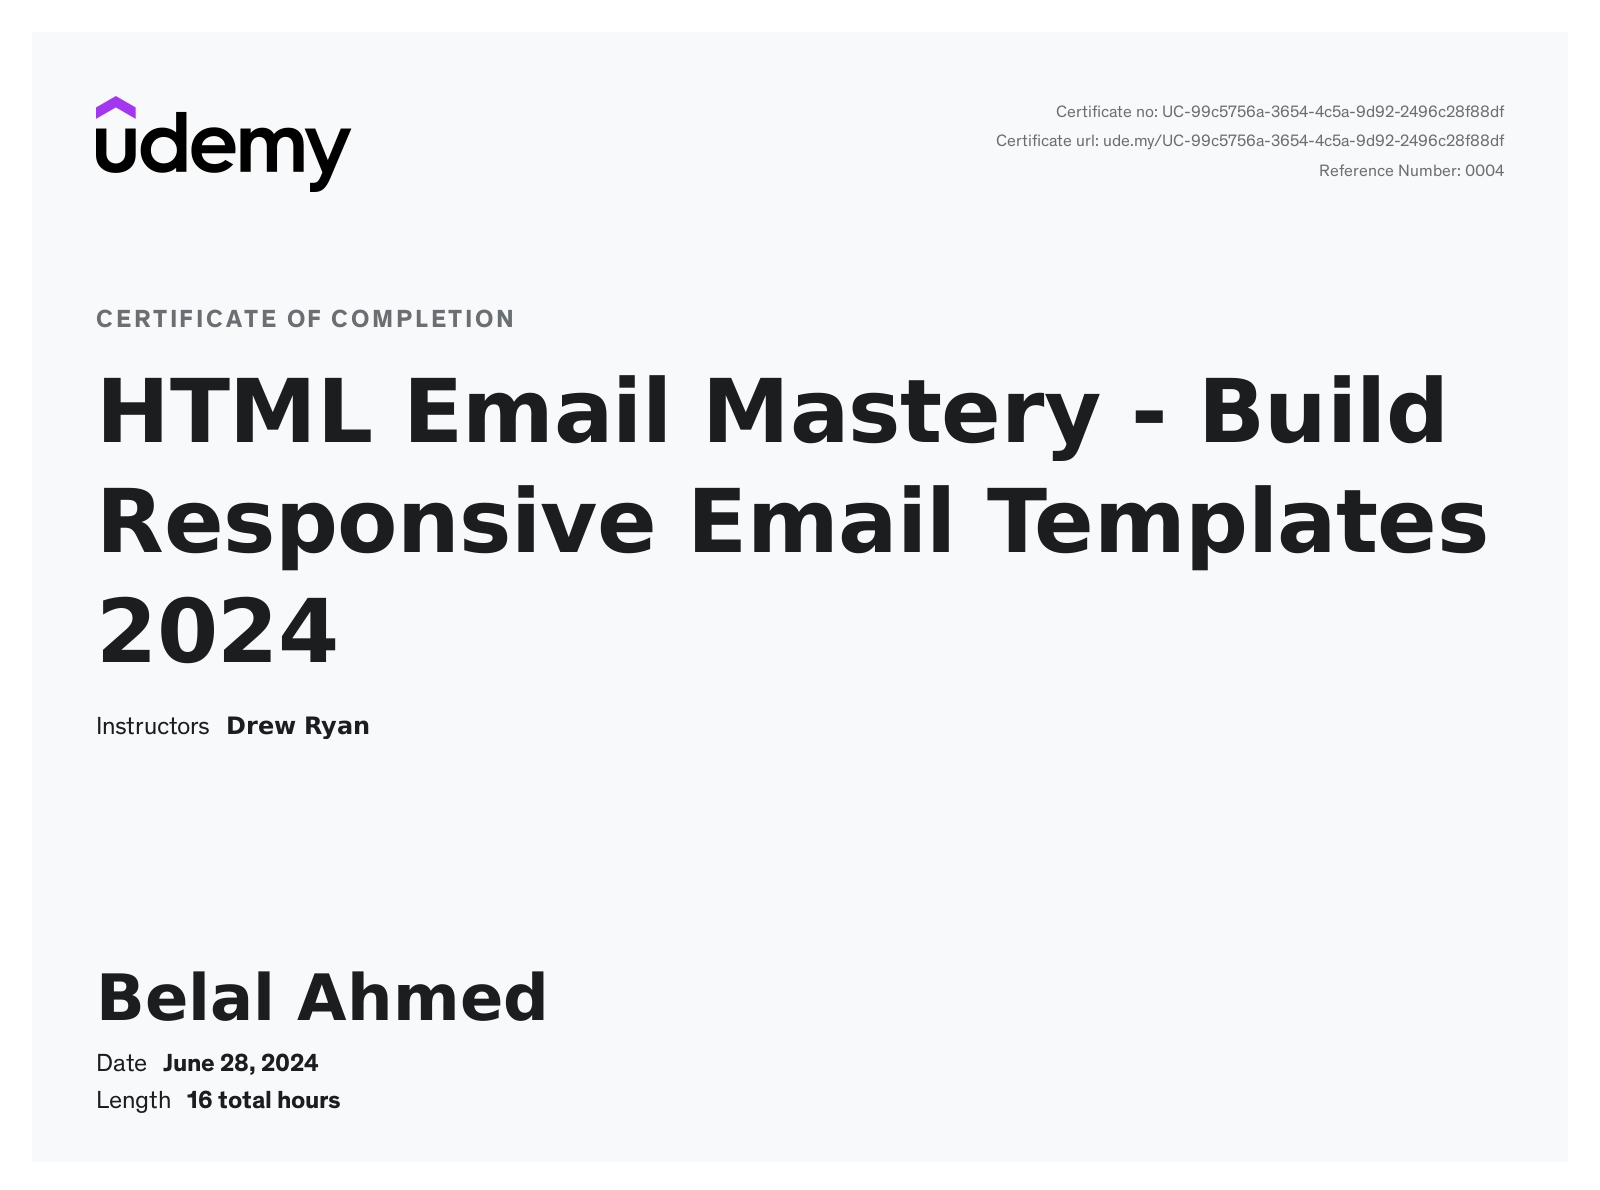 udemy
Certificate no: UC-99c5756a-3654-4c5a-9d92-2496c28f88df
Certificate url: ude.my/UC-99c5756a-3654-4c5a-9d92-2496c28f88df
Reference Number: 0004
CERTIFICATE OF COMPLETION
HTML Email Mastery - Build
Responsive Email Templates
2024
Instructors Drew Ryan
Belal Ahmed
Date June 28, 2024
Length 16 total hours